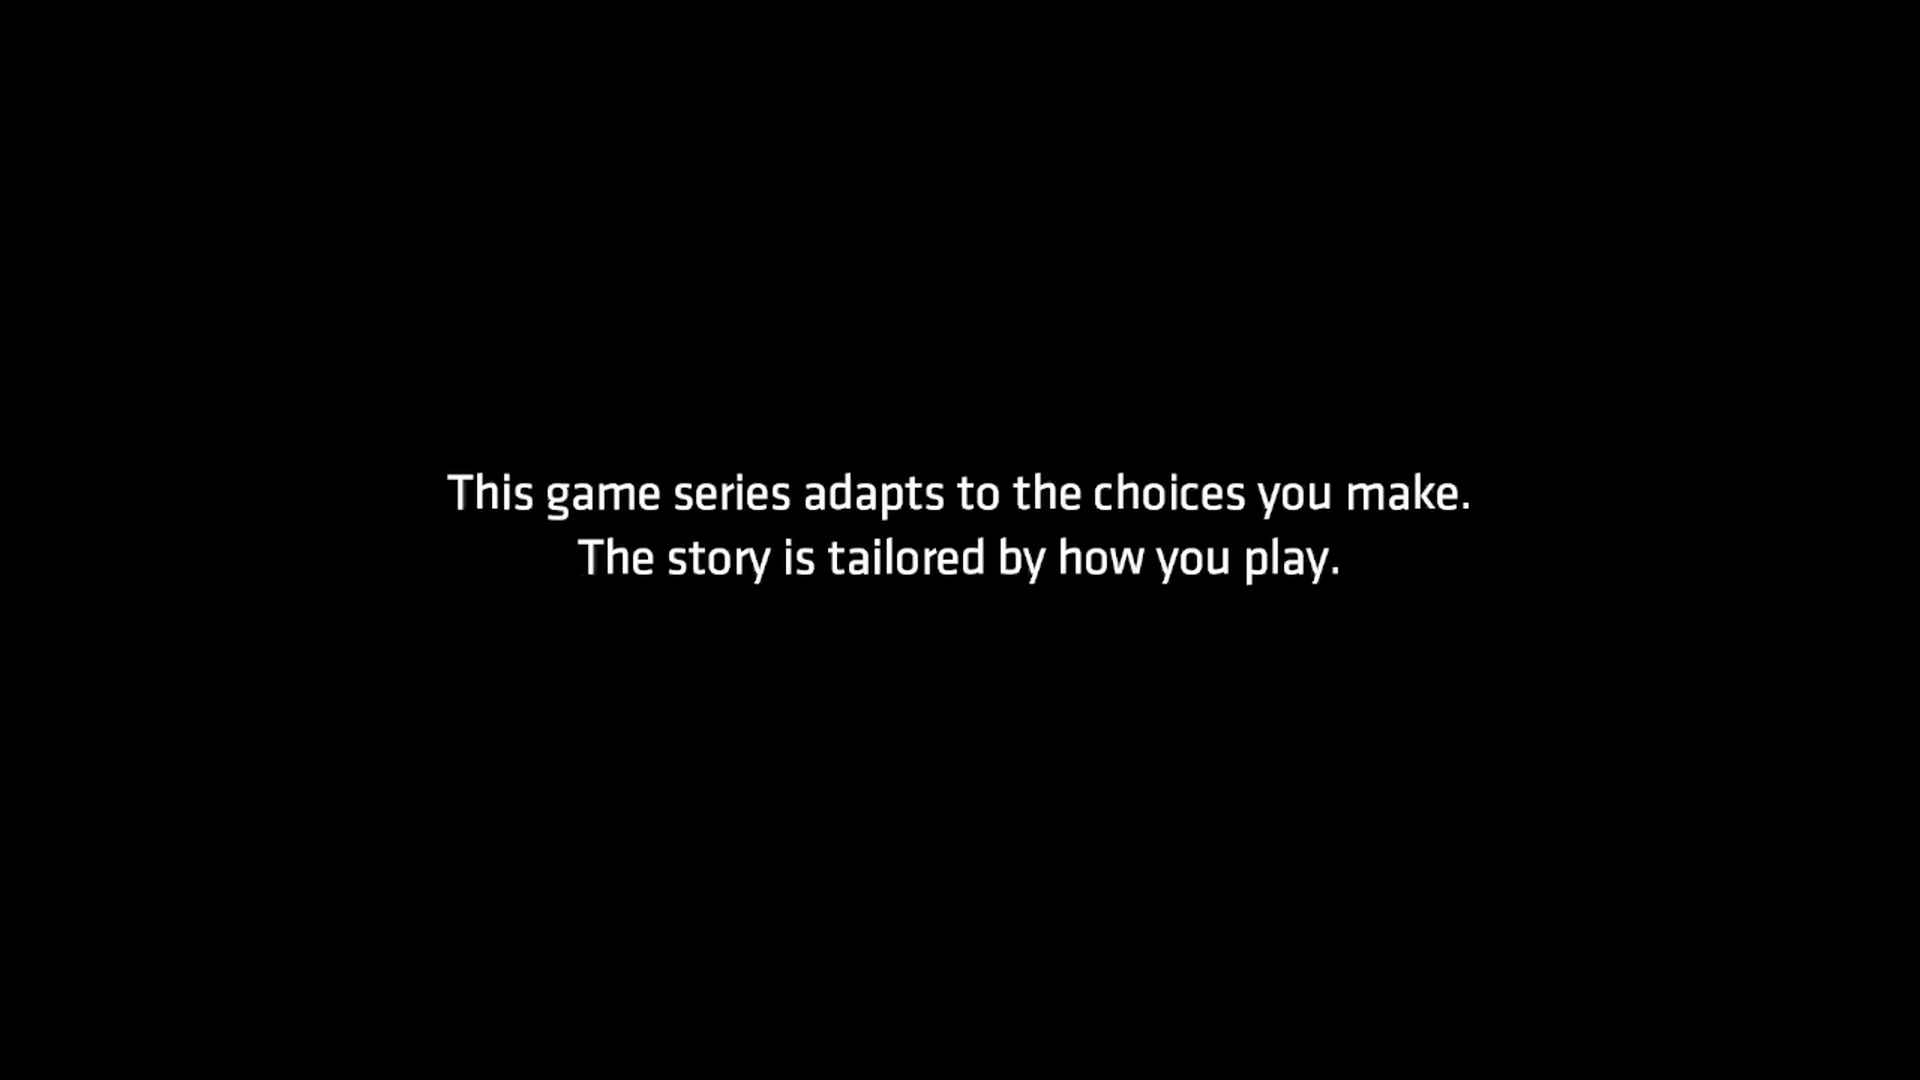 This game series adapts to the choices you make.
The story is tailored by how you play.